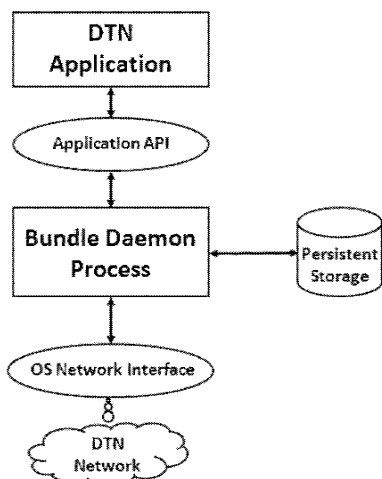 DTN
Application
Application API
Bundle Daemon
Process
Persistent
Storage
OS Network Interface
DTN
Network